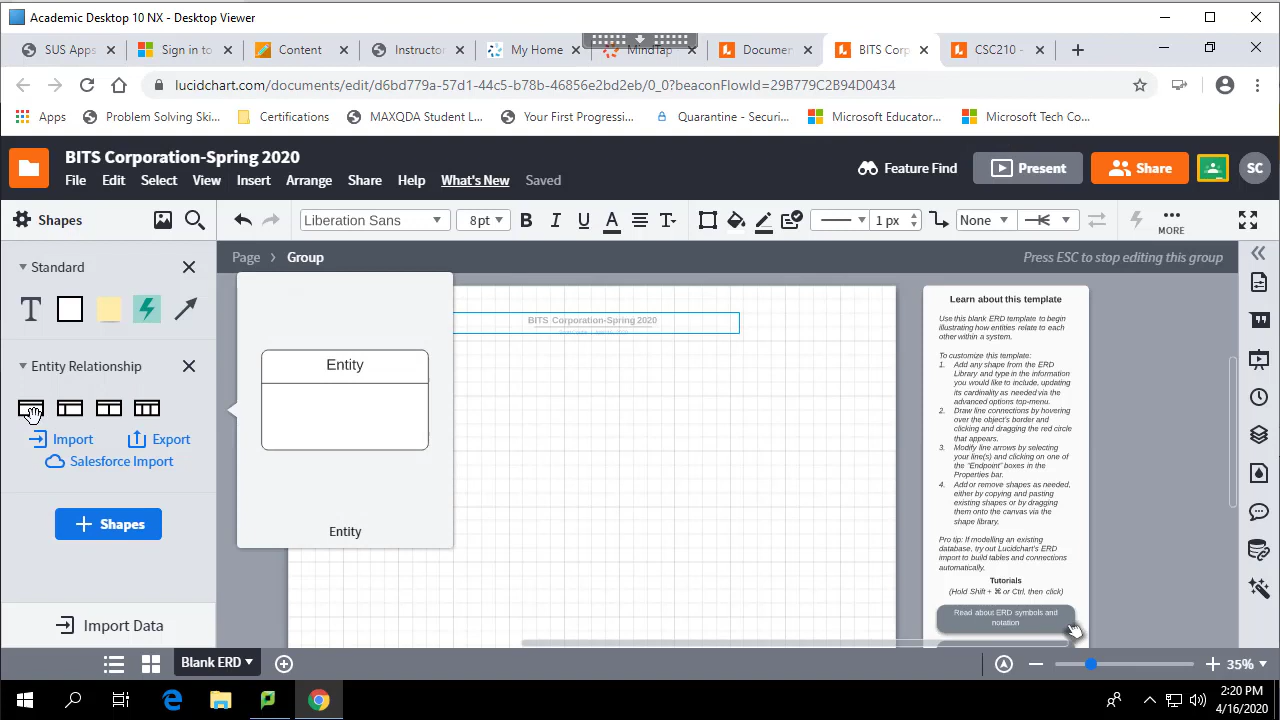 Academic Desktop 10 NX - Desktop Viewer
SUS Apps
Sign in to
Content
Instructor
My Home
MindTap
Documen
BITS Corp
CSC210 -
lucidchart.com/documents/edit/d6bd779a-57d1-44c5-b78b-46856e2bd2eb/0_0?beaconFlowId=29B779C2B94D0434
Apps
Problem Solving Ski...
Certifications
MAXQDA Student L...
Your First Progressi...
Quarantine - Securi...
Microsoft Educator...
Microsoft Tech Co...
BITS Corporation-Spring 2020
File Edit Select View Insert Arrange Share Help What's New Saved
Feature Find
Present
Share
SC
Shapes
Liberation Sans
8pt
B I U A T
1 px
None
MORE
Page > Group
Press ESC to stop editing this group
Standard
T
Entity Relationship
Import
Export
Salesforce Import
+ Shapes
Import Data
Entity
Entity
BITS Corporation-Spring 2020
Learn about this template
Use this blank ERD template to begin
illustrating how entities relate to each
other within a system.
To customize this template:
1. Add any shape from the ERD
Library and type in the information
you would like to include, updating
its cardinality as needed via the
advanced options top-menu.
2. Draw line connections by hovering
over the object's border and
clicking and dragging the red circle
that appears.
3. Modify line arrows by selecting
your line(s) and clicking on one of
the "Endpoint" boxes in the
Properties bar.
4. Add or remove shapes as needed,
either by copying and pasting
existing shapes or by dragging
them onto the canvas via the
shape library.
Pro tip: If modelling an existing
database, try out Lucidchart's ERD
import to build tables and connections
automatically.
Tutorials
(Hold Shift + ⌘ or Ctrl, then click)
Read about ERD symbols and
notation
Blank ERD
35%
2:20 PM
4/16/2020